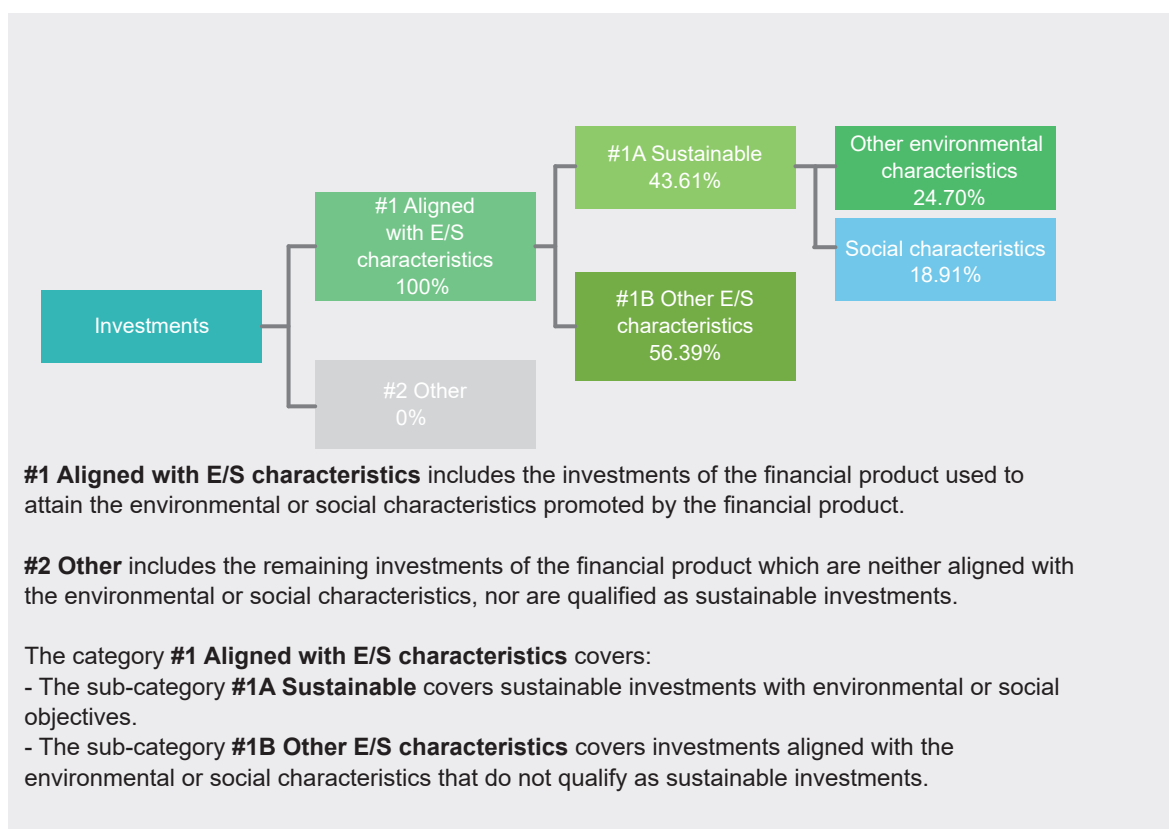 #1A Sustainable
43.61%
Other environmental
characteristics
24.70%
#1 Aligned
with E/S
characteristics
100%
Social characteristics
18.91%
Investments
#1B Other E/S
characteristics
56.39%
#2 Other
0%
#1 Aligned with E/S characteristics includes the investments of the financial product used to
attain the environmental or social characteristics promoted by the financial product.
#2 Other includes the remaining investments of the financial product which are neither aligned with
the environmental or social characteristics, nor are qualified as sustainable investments.
The category #1 Aligned with E/S characteristics covers:
- The sub-category #1A Sustainable covers sustainable investments with environmental or social
objectives.
- The sub-category #1B Other E/S characteristics covers investments aligned with the
environmental or social characteristics that do not qualify as sustainable investments.